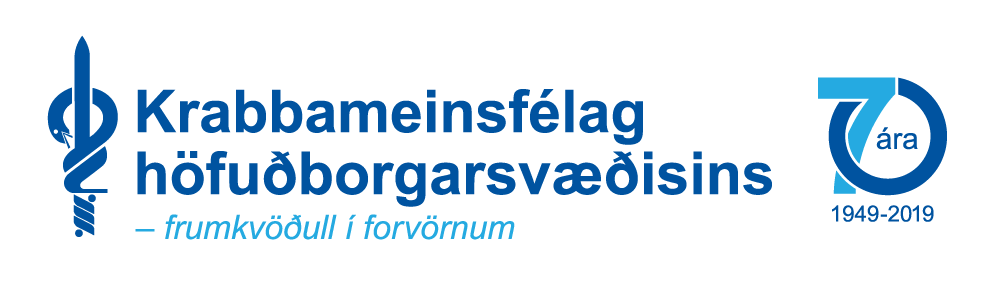 Krabbameinsfélag
höfuðborgarsvæðisins
– frumkvöðull í forvörnum
70 ára
1949-2019